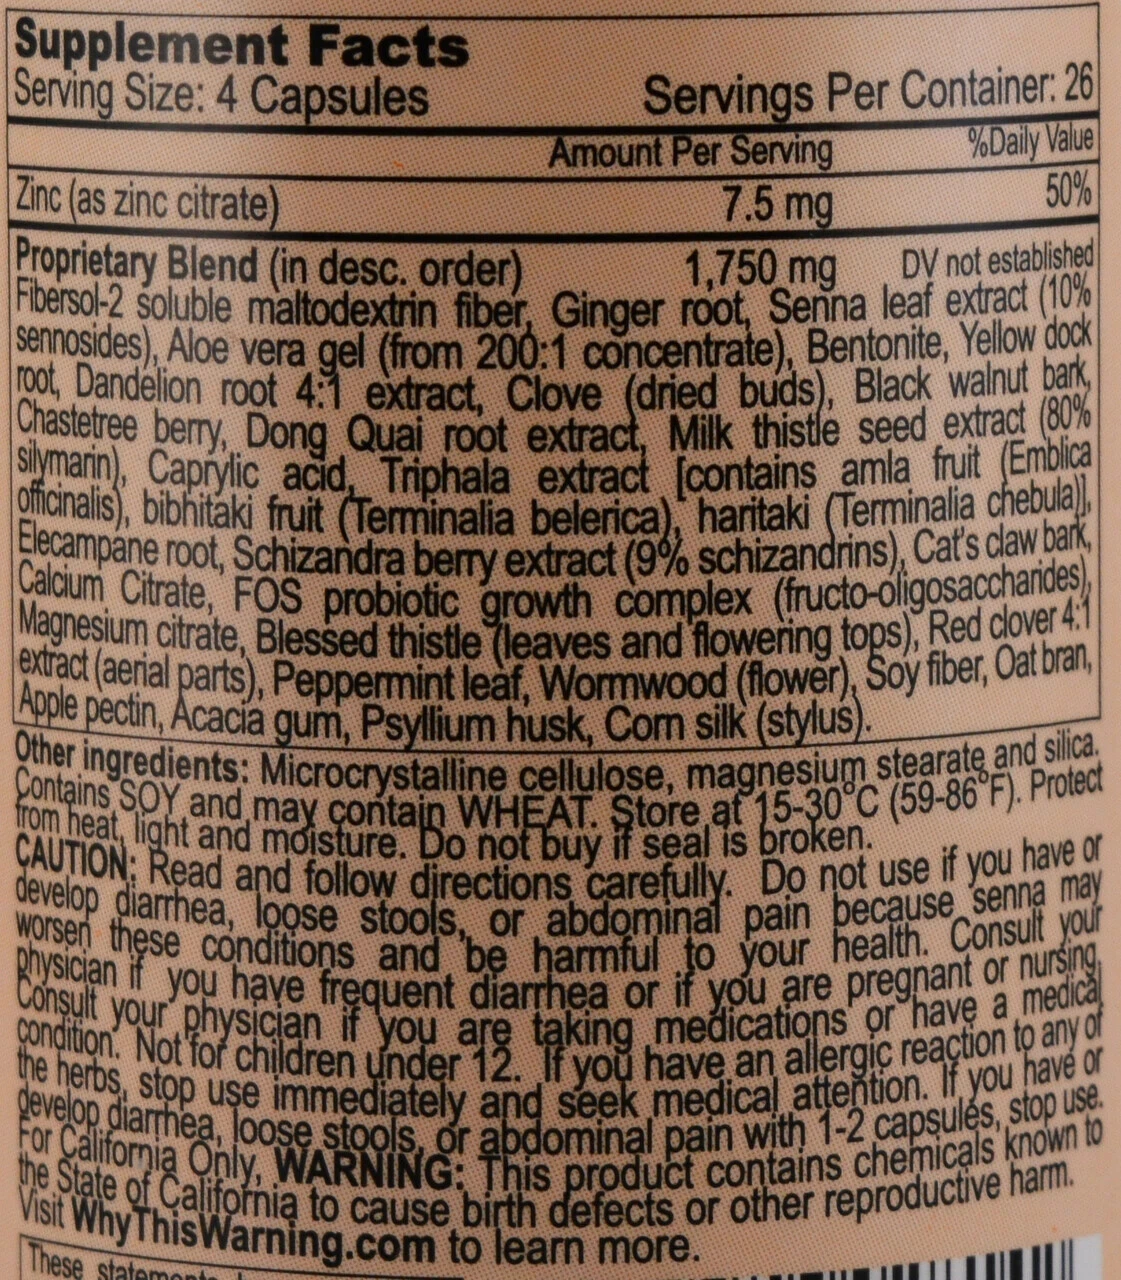 Supplement Facts
Serving Size: 4 Capsules Servings Per Container: 26
Amount Per Serving %Daily Value
Zinc (as zinc citrate) 7.5 mg 50%
Proprietary Blend (in desc. order) 1,750 mg DV not established
Fibersol-2 soluble maltodextrin fiber, Ginger root, Senna leaf extract (10%
sennosides), Aloe vera gel (from 200:1 concentrate), Bentonite, Yellow dock
root, Dandelion root 4:1 extract, Clove (dried buds), Black walnut bark,
Chastetree berry, Dong Quai root extract, Milk thistle seed extract (80%
silymarin), Caprylic acid, Triphala extract [contains amla fruit (Emblica
officinalis), bibhitaki fruit (Terminalia belerica), haritaki (Terminalia chebula)],
Elecampane root, Schizandra berry extract (9% schizandrins), Cat's claw bark,
Calcium Citrate, FOS probiotic growth complex (fructo-oligosaccharides),
Magnesium citrate, Blessed thistle (leaves and flowering tops), Red clover 4:1
extract (aerial parts), Peppermint leaf, Wormwood (flower), Soy fiber, Oat bran,
Apple pectin, Acacia gum, Psyllium husk, Corn silk (stylus).
Other ingredients: Microcrystalline cellulose, magnesium stearate and silica.
Contains SOY and may contain WHEAT. Store at 15-30°C (59-86°F). Protect
from heat, light and moisture. Do not buy if seal is broken.
CAUTION: Read and follow directions carefully. Do not use if you have or
develop diarrhea, loose stools, or abdominal pain because senna may
worsen these conditions and be harmful to your health. Consult your
physician if you have frequent diarrhea or if you are pregnant or nursing.
Consult your physician if you are taking medications or have a medical
condition. Not for children under 12. If you have an allergic reaction to any of
the herbs, stop use immediately and seek medical attention. If you have or
develop diarrhea, loose stools, or abdominal pain with 1-2 capsules, stop use.
For California Only, WARNING: This product contains chemicals known to
the State of California to cause birth defects or other reproductive harm.
Visit WhyThisWarning.com to learn more.
These statements